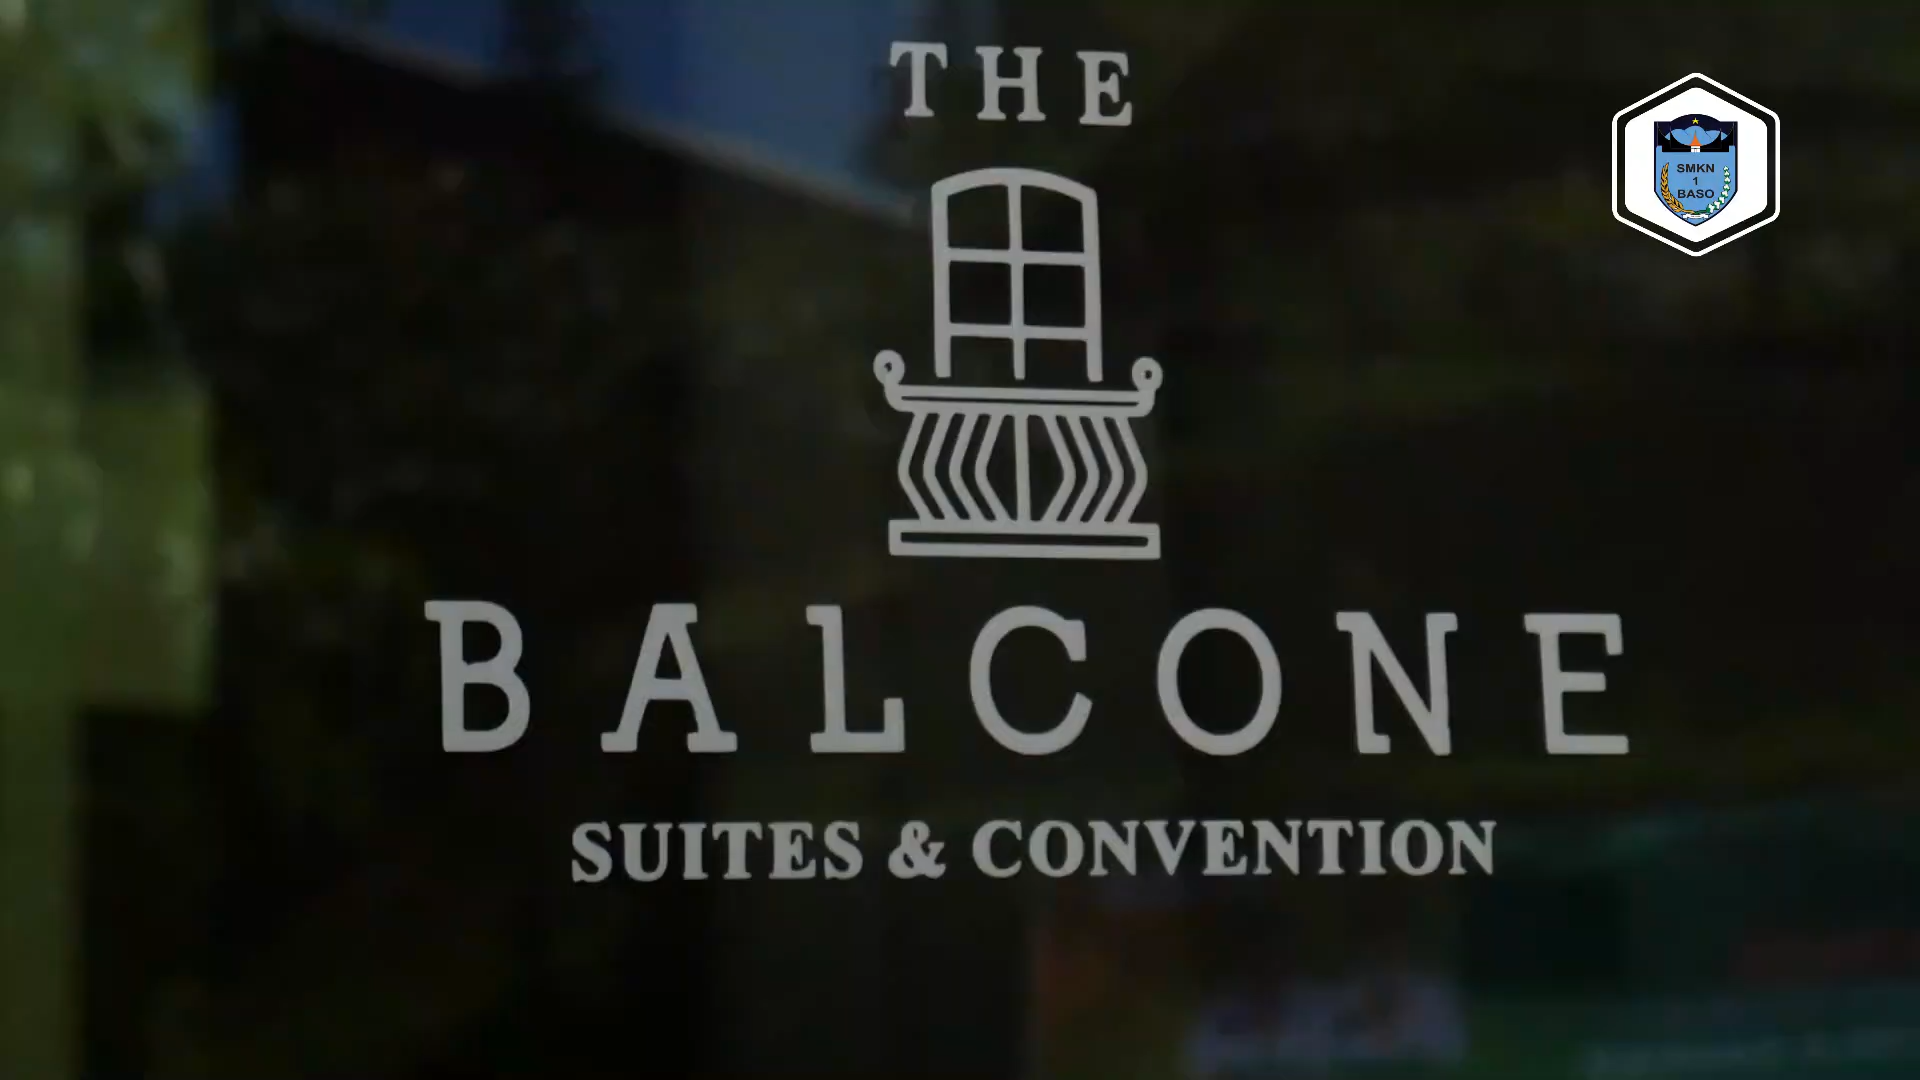 THE
BALCONE
SUITES & CONVENTION
SMKN
1
BASO